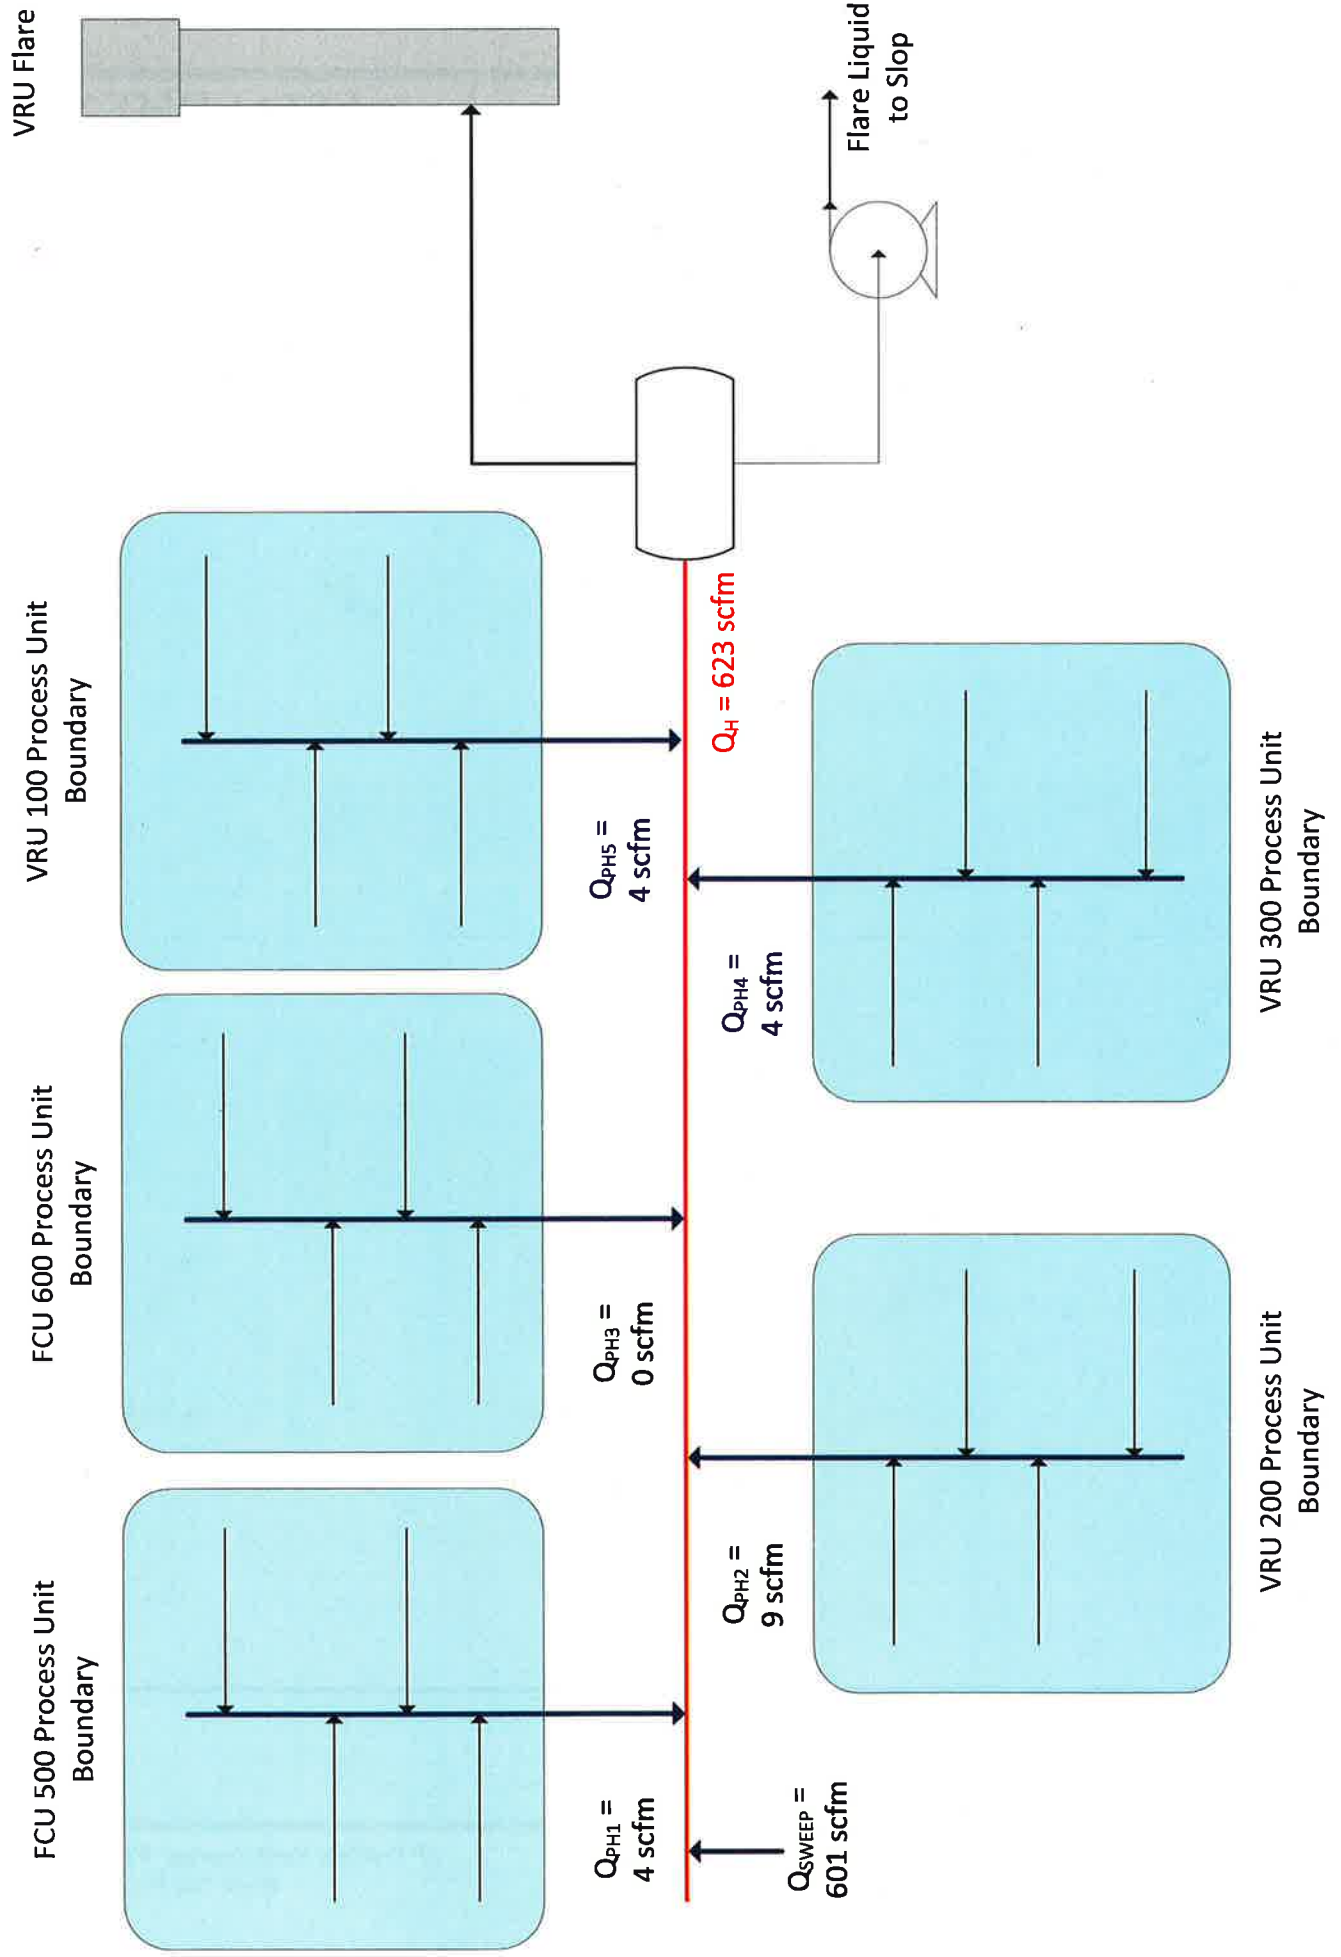 VRU Flare
Flare Liquid
to Slop
VRU 100 Process Unit
Boundary
FCU 600 Process Unit
Boundary
FCU 500 Process Unit
Boundary
QPH5 =
4 scfm
QPH3 =
0 scfm
QPH1 =
4 scfm
QH = 623 scfm
QPH4 =
4 scfm
QPH2 =
9 scfm
QSWEEP =
601 scfm
VRU 300 Process Unit
Boundary
VRU 200 Process Unit
Boundary